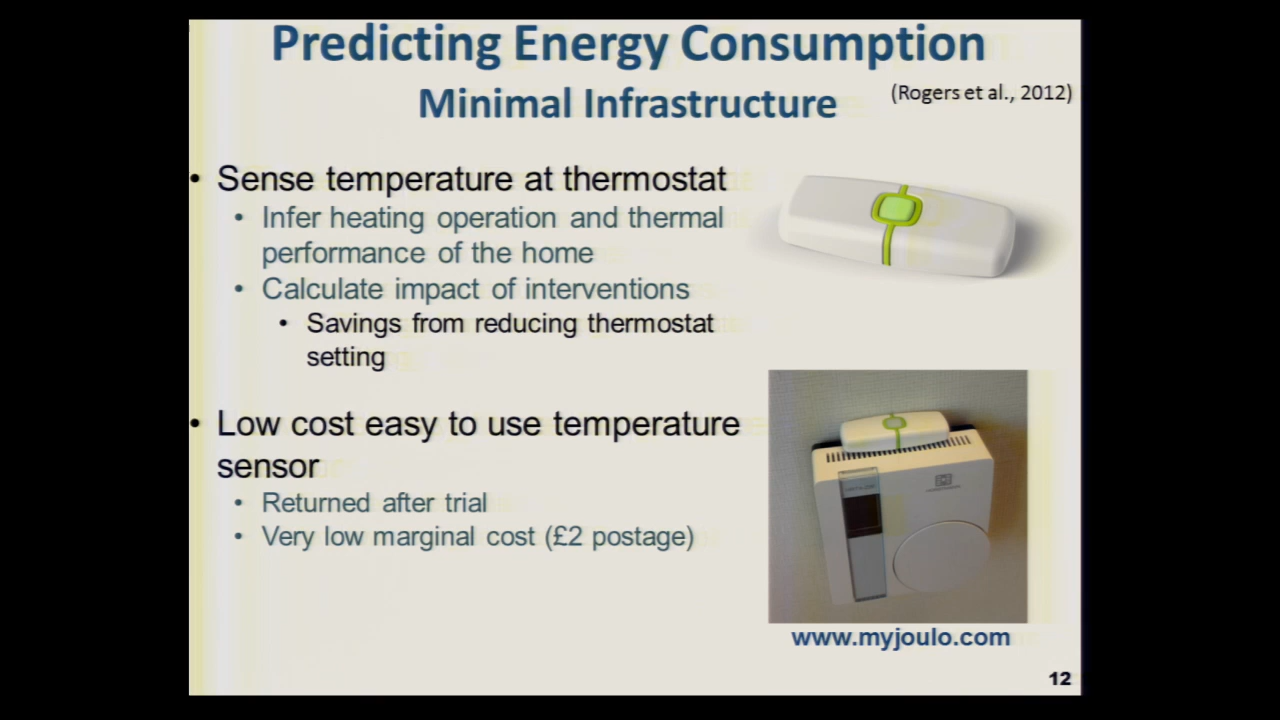 Predicting Energy Consumption
Minimal Infrastructure
(Rogers et al., 2012)
• Sense temperature at thermostat
• Infer heating operation and thermal
performance of the home
• Calculate impact of interventions
• Savings from reducing thermostat
setting
• Low cost easy to use temperature
sensor
• Returned after trial
• Very low marginal cost (£2 postage)
www.myjoulo.com
12